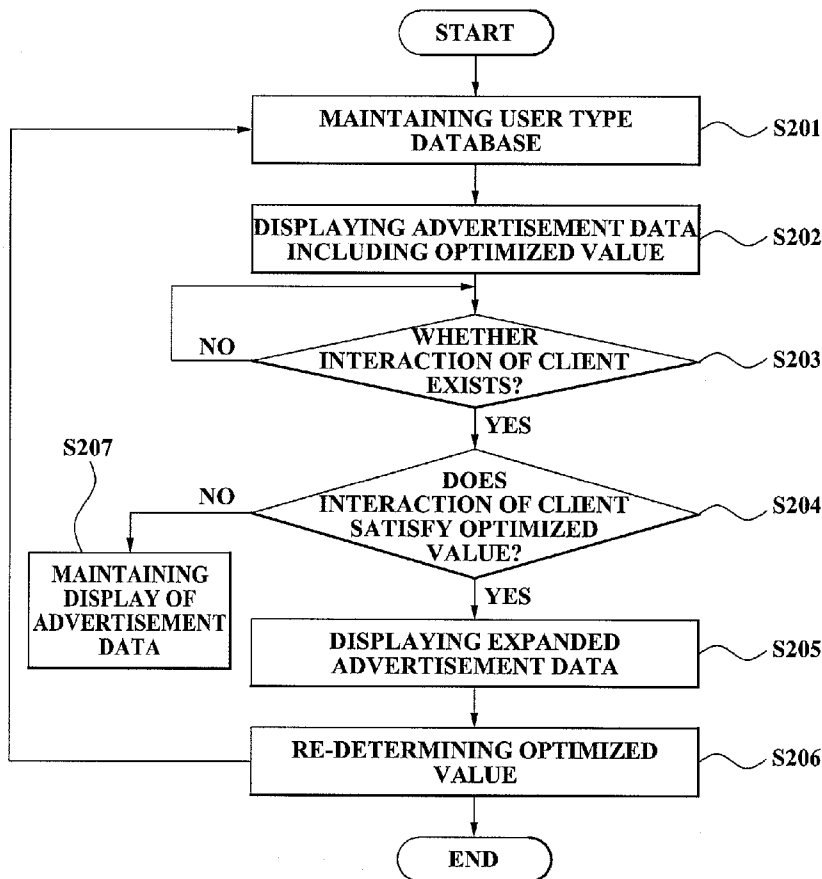 START
MAINTAINING USER TYPE
DATABASE
S201
DISPLAYING ADVERTISEMENT DATA
INCLUDING OPTIMIZED VALUE
S202
WHETHER
INTERACTION OF CLIENT
EXISTS?
NO
S203
YES
S207
DOES
INTERACTION OF CLIENT
SATISFY OPTIMIZED
VALUE?
NO
S204
MAINTAINING
DISPLAY OF
ADVERTISEMENT
DATA
YES
DISPLAYING EXPANDED
ADVERTISEMENT DATA
S205
RE-DETERMINING OPTIMIZED
VALUE
S206
END